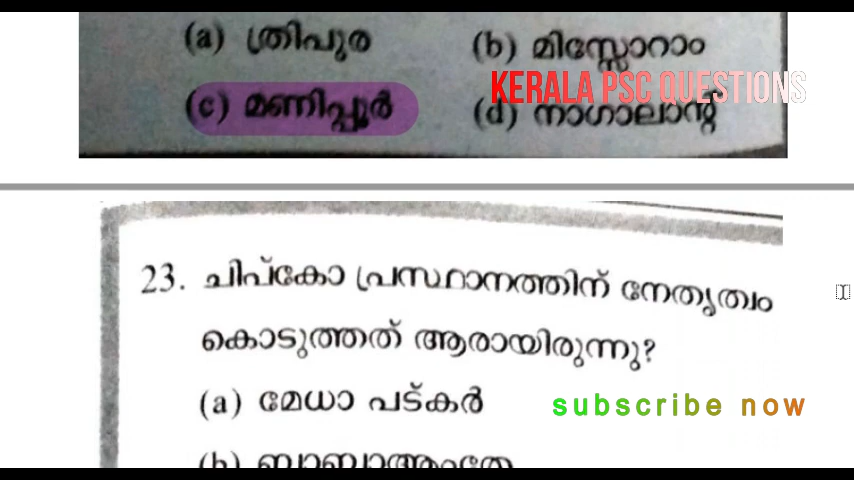 (a) ത്രിപുര (b) മിസ്സോറാം
KERALA PSC QUESTIONS
(c) മണിപ്പൂർ (d) നാഗാലാന്റ്
23. ചിപ്കോ പ്രസ്ഥാനത്തിന് നേതൃത്വം
കൊടുത്തത് ആരായിരുന്നു?
(a) മേധാ പട്കർ
subscribe now
(b)